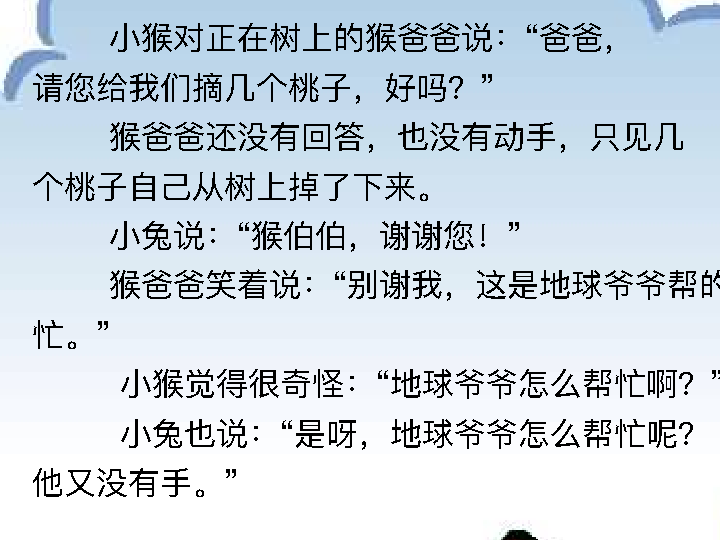 小猴对正在树上的猴爸爸说：“爸爸，
请您给我们摘几个桃子，好吗？”
猴爸爸还没有回答，也没有动手，只见几
个桃子自己从树上掉了下来。
小兔说：“猴伯伯，谢谢您！”
猴爸爸笑着说：“别谢我，这是地球爷爷帮的
忙。”
小猴觉得很奇怪：“地球爷爷怎么帮忙啊？”
小兔也说：“是呀，地球爷爷怎么帮忙呢？
他又没有手。”